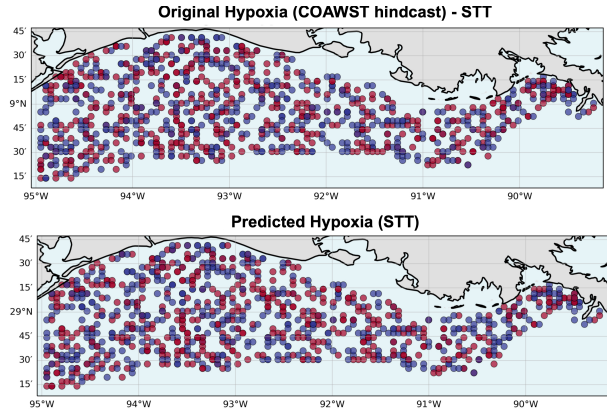 Original Hypoxia (COAWST hindcast) - STT
45′
30′
15′
9°N
45′
30′
15′
95°W 94°W 93°W 92°W 91°W 90°W
Predicted Hypoxia (STT)
45′
30′
15′
29°N
45′
30′
15′
95°W 94°W 93°W 92°W 91°W 90°W